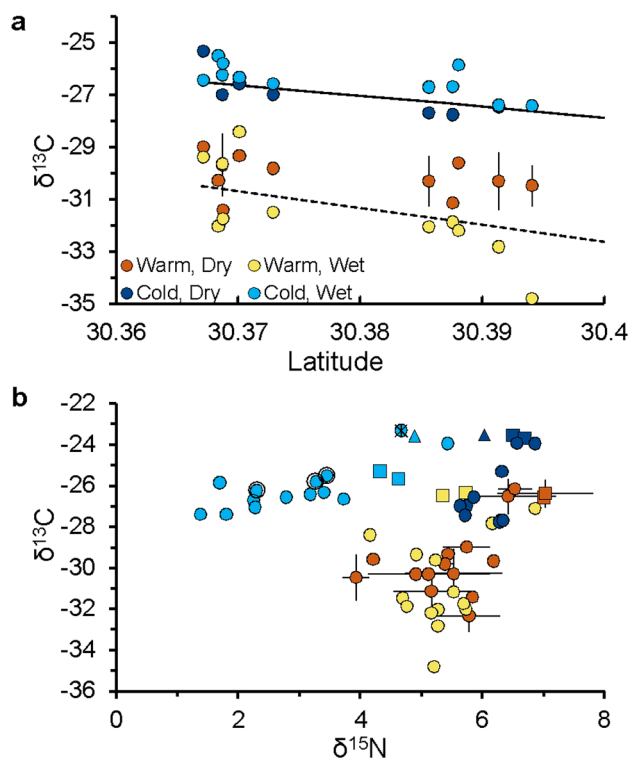 a
-25
-27
-29
-31
-33
-35
δ¹³C
Warm, Dry Warm, Wet
Cold, Dry Cold, Wet
30.36 30.37 30.38 30.39 30.4
Latitude
b
-22
-24
-26
-28
-30
-32
-34
-36
δ¹³C
0 2 4 6 8
δ¹⁵N